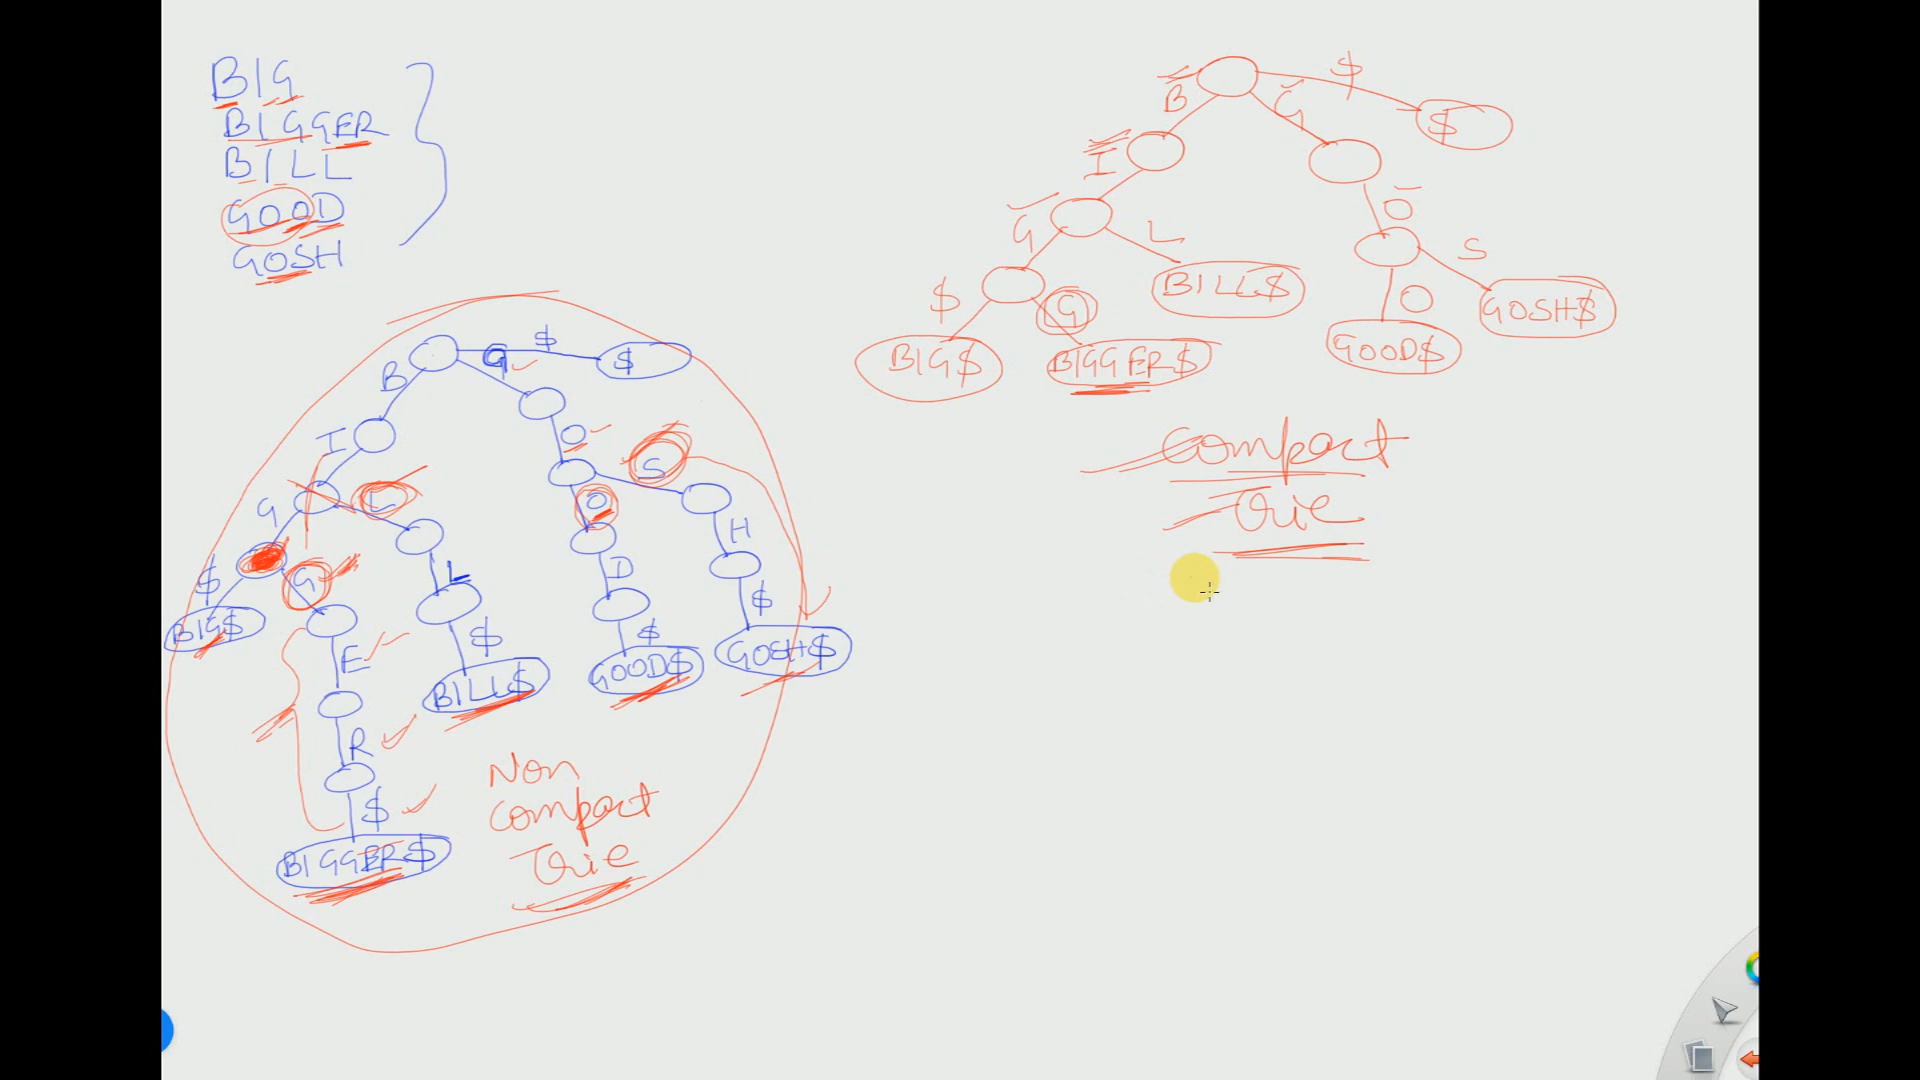 BIG
BIGGER
BILL
GOOD
GOSH
B
G
$
$
I
O
G
L
O
S
$
G
E
L
D
H
BIG$
R
$
$
$
BILL$
GOOD$
GOSH$
$
BIGGER$
Non
compact
Trie
B
G
$
$
I
O
G
L
O
S
$
G
BILL$
GOSH$
BIG$
BIGGER$
GOOD$
Compact
Trie